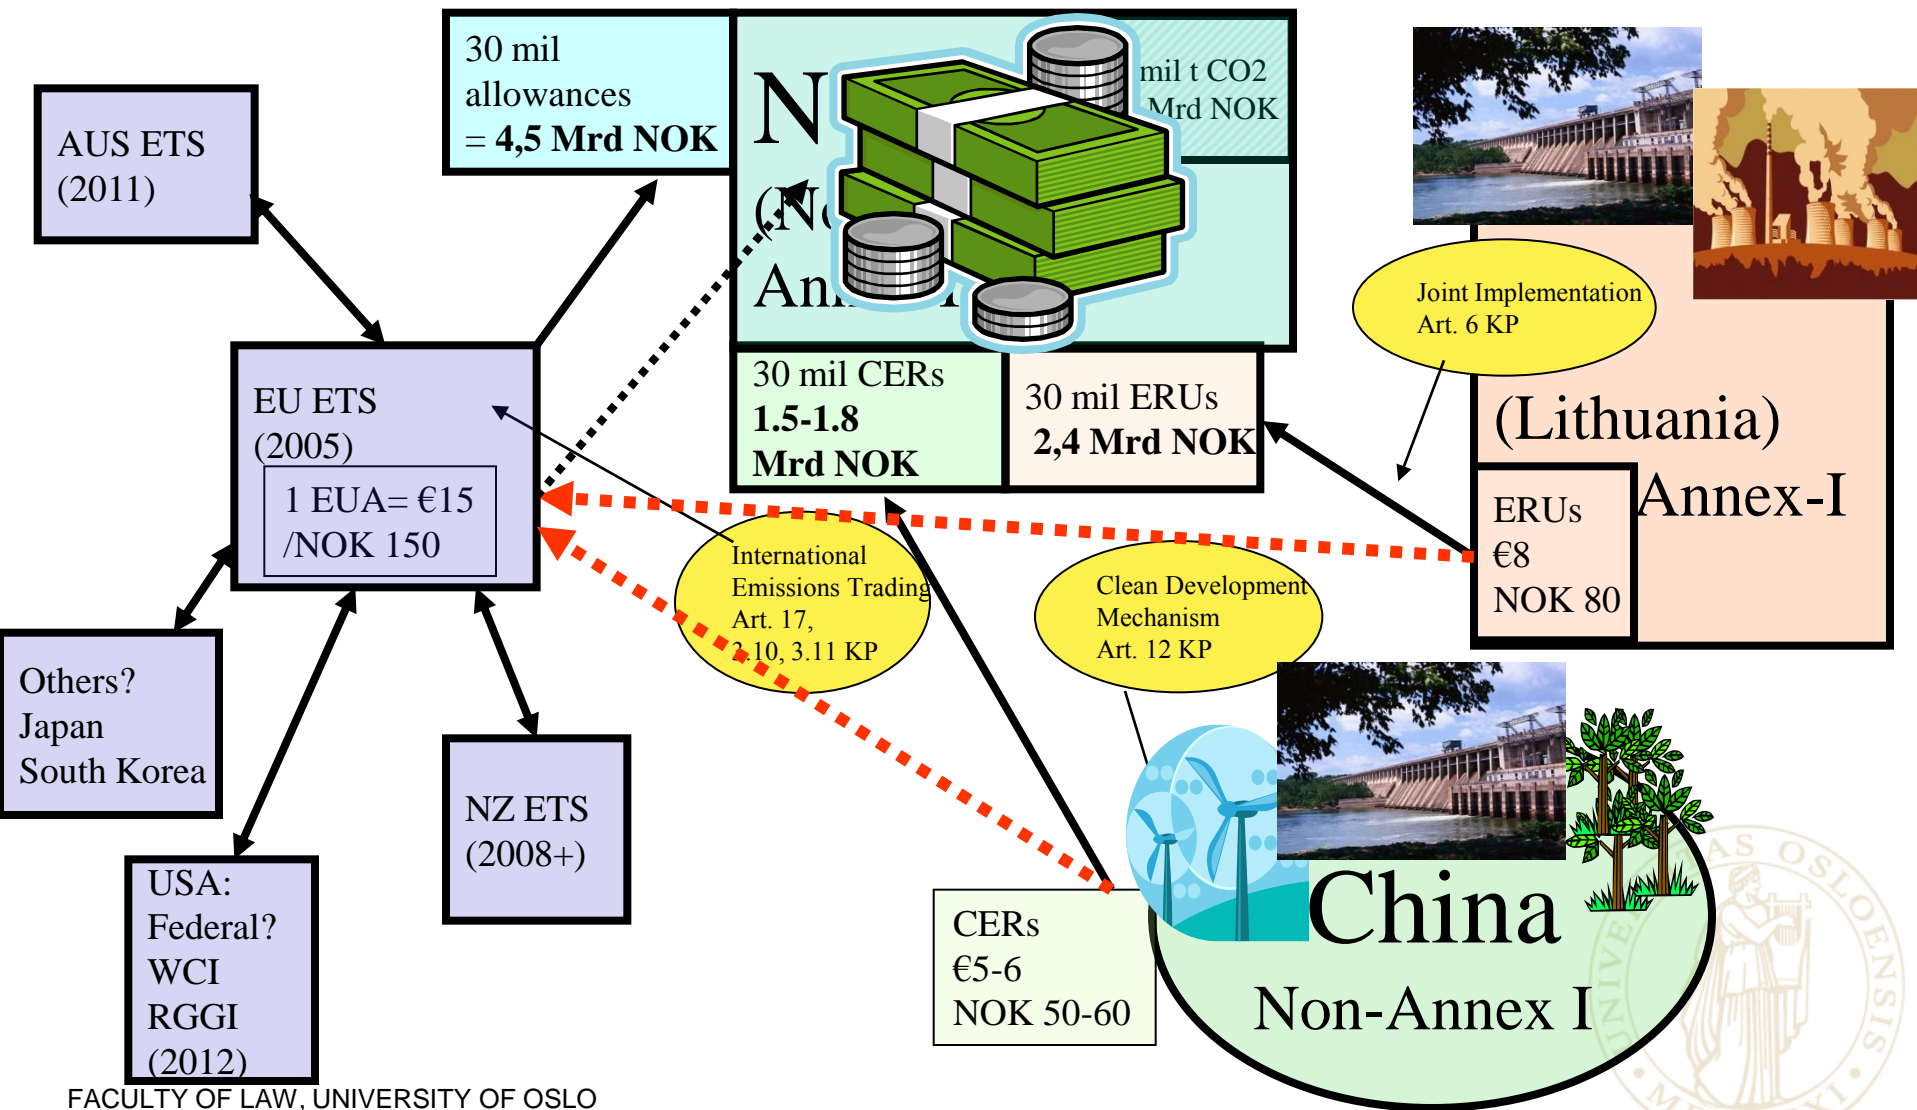 30 mil
allowances
= 4,5 Mrd NOK
mil t CO2
Mrd NOK
AUS ETS
(2011)
Joint Implementation
Art. 6 KP
EU ETS
(2005)
1 EUA= €15
/NOK 150
30 mil CERs
1.5-1.8
Mrd NOK
30 mil ERUs
2,4 Mrd NOK
(Lithuania)
Annex-I
ERUs
€8
NOK 80
International
Emissions Trading
Art. 17,
3.11 KP
Clean Development
Mechanism
Art. 12 KP
Others?
Japan
South Korea
NZ ETS
(2008+)
USA:
Federal?
WCI
RGGI
(2012)
CERs
€5-6
NOK 50-60
China
Non-Annex I
FACULTY OF LAW, UNIVERSITY OF OSLO